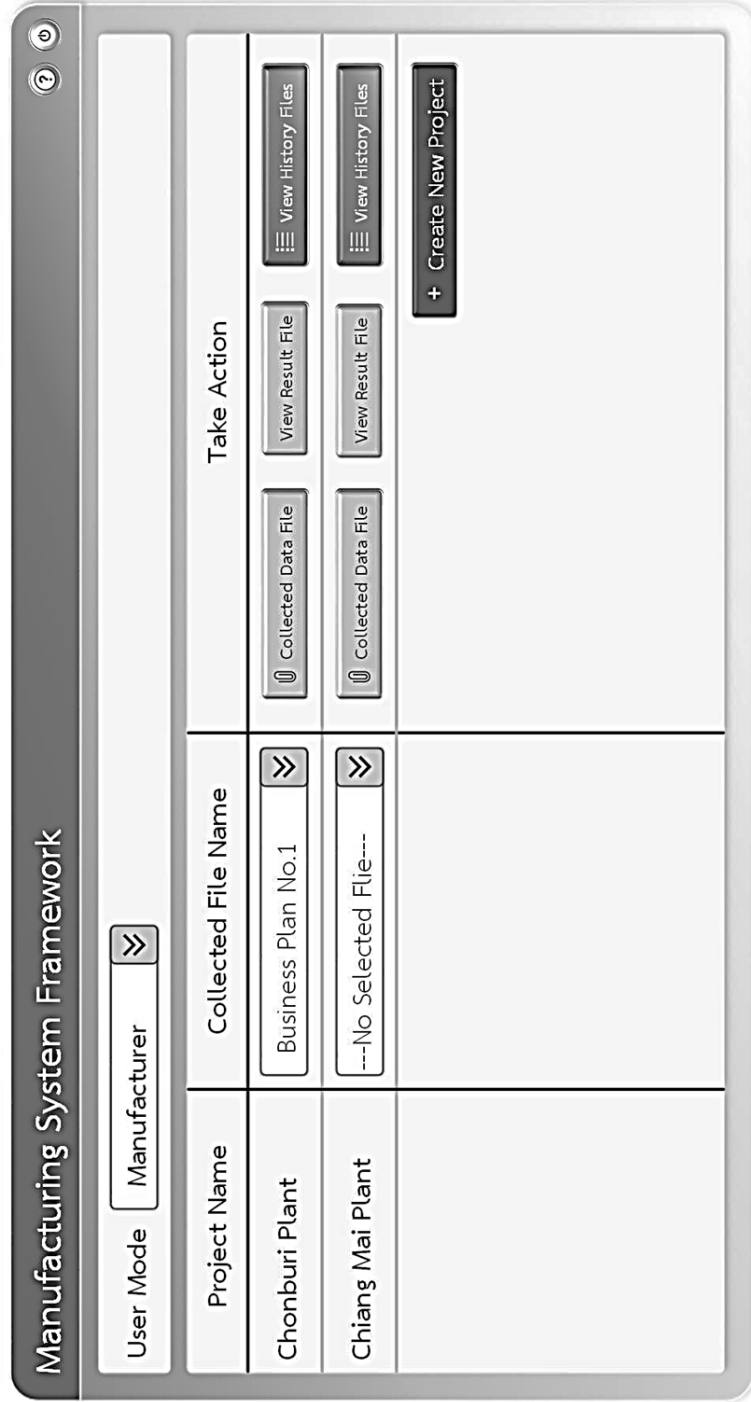 Manufacturing System Framework ?
User Mode Manufacturer
Project Name Collected File Name Take Action
Chonburi Plant Business Plan No.1 Collected Data File View Result File View History Files
Chiang Mai Plant ---No Selected Flie--- Collected Data File View Result File View History Files
+ Create New Project